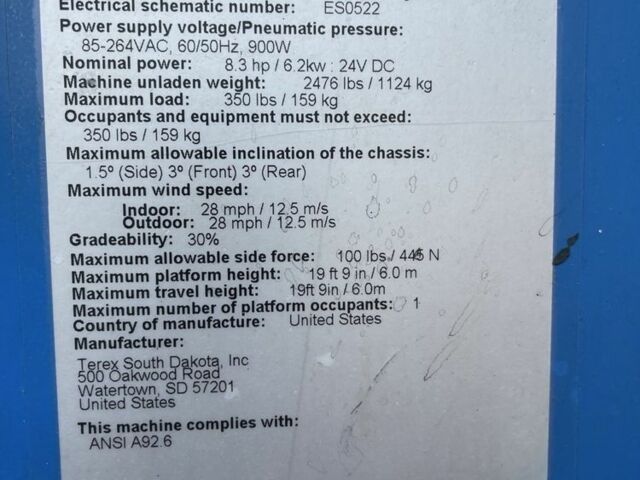 Electrical schematic number: ES0522
Power supply voltage/Pneumatic pressure:
85-264VAC, 60/50Hz, 900W
Nominal power: 8.3 hp / 6.2kw : 24V DC
Machine unladen weight: 2476 lbs / 1124 kg
Maximum load: 350 lbs / 159 kg
Occupants and equipment must not exceed:
350 lbs / 159 kg
Maximum allowable inclination of the chassis:
1.5º (Side) 3º (Front) 3º (Rear)
Maximum wind speed:
Indoor: 28 mph / 12.5 m/s
Outdoor: 28 mph / 12.5 m/s
Gradeability: 30%
Maximum allowable side force: 100 lbs / 445 N
Maximum platform height: 19 ft 9 in / 6.0 m
Maximum travel height: 19ft 9in / 6.0m
Maximum number of platform occupants: 1
Country of manufacture: United States
Manufacturer:
Terex South Dakota, Inc
500 Oakwood Road
Watertown, SD 57201
United States
This machine complies with:
ANSI A92.6